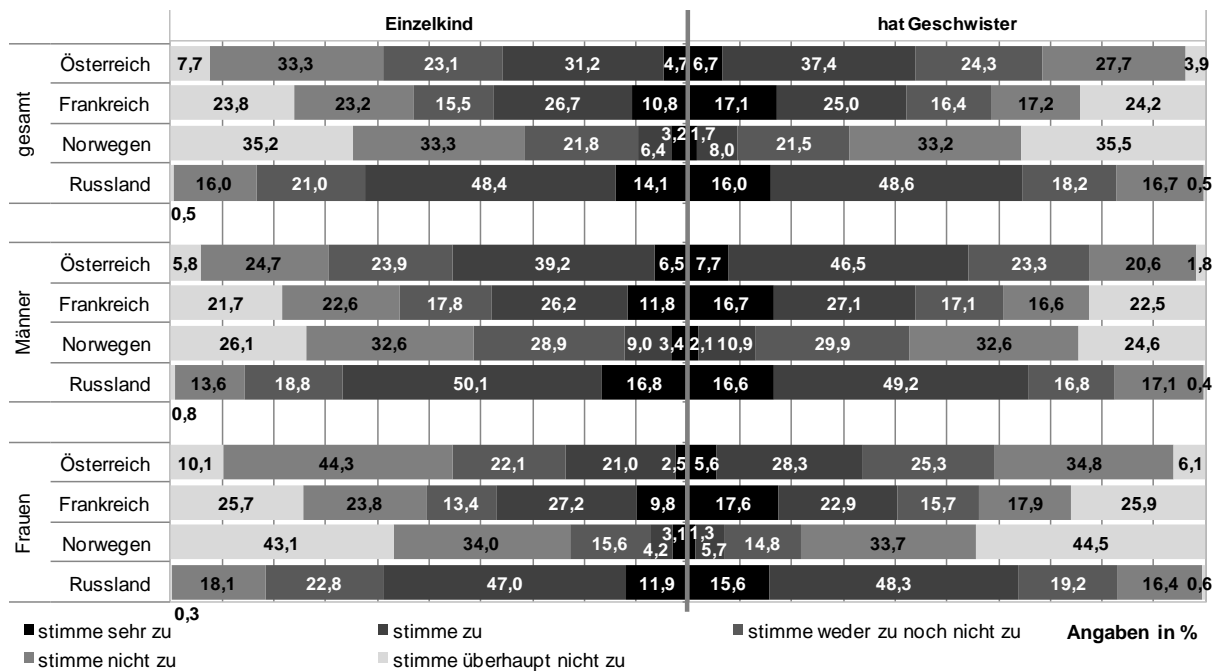 Einzelkind hat Geschwister
gesamt
Österreich 7,7 33,3 23,1 31,2 4,7 6,7 37,4 24,3 27,7 3,9
Frankreich 23,8 23,2 15,5 26,7 10,8 17,1 25,0 16,4 17,2 24,2
Norwegen 35,2 33,3 21,8 6,4 3,2 1,7 8,0 21,5 33,2 35,5
Russland 16,0 21,0 48,4 14,1 16,0 48,6 18,2 16,7 0,5
0,5
Männer
Österreich 5,8 24,7 23,9 39,2 6,5 7,7 46,5 23,3 20,6 1,8
Frankreich 21,7 22,6 17,8 26,2 11,8 16,7 27,1 17,1 16,6 22,5
Norwegen 26,1 32,6 28,9 9,0 3,4 2,1 10,9 29,9 32,6 24,6
Russland 13,6 18,8 50,1 16,8 16,6 49,2 16,8 17,1 0,4
0,8
Frauen
Österreich 10,1 44,3 22,1 21,0 2,5 5,6 28,3 25,3 34,8 6,1
Frankreich 25,7 23,8 13,4 27,2 9,8 17,6 22,9 15,7 17,9 25,9
Norwegen 43,1 34,0 15,6 4,2 3,1 1,3 5,7 14,8 33,7 44,5
Russland 18,1 22,8 47,0 11,9 15,6 48,3 19,2 16,4 0,6
0,3
stimme sehr zu stimme zu stimme weder zu noch nicht zu Angaben in %
stimme nicht zu stimme überhaupt nicht zu